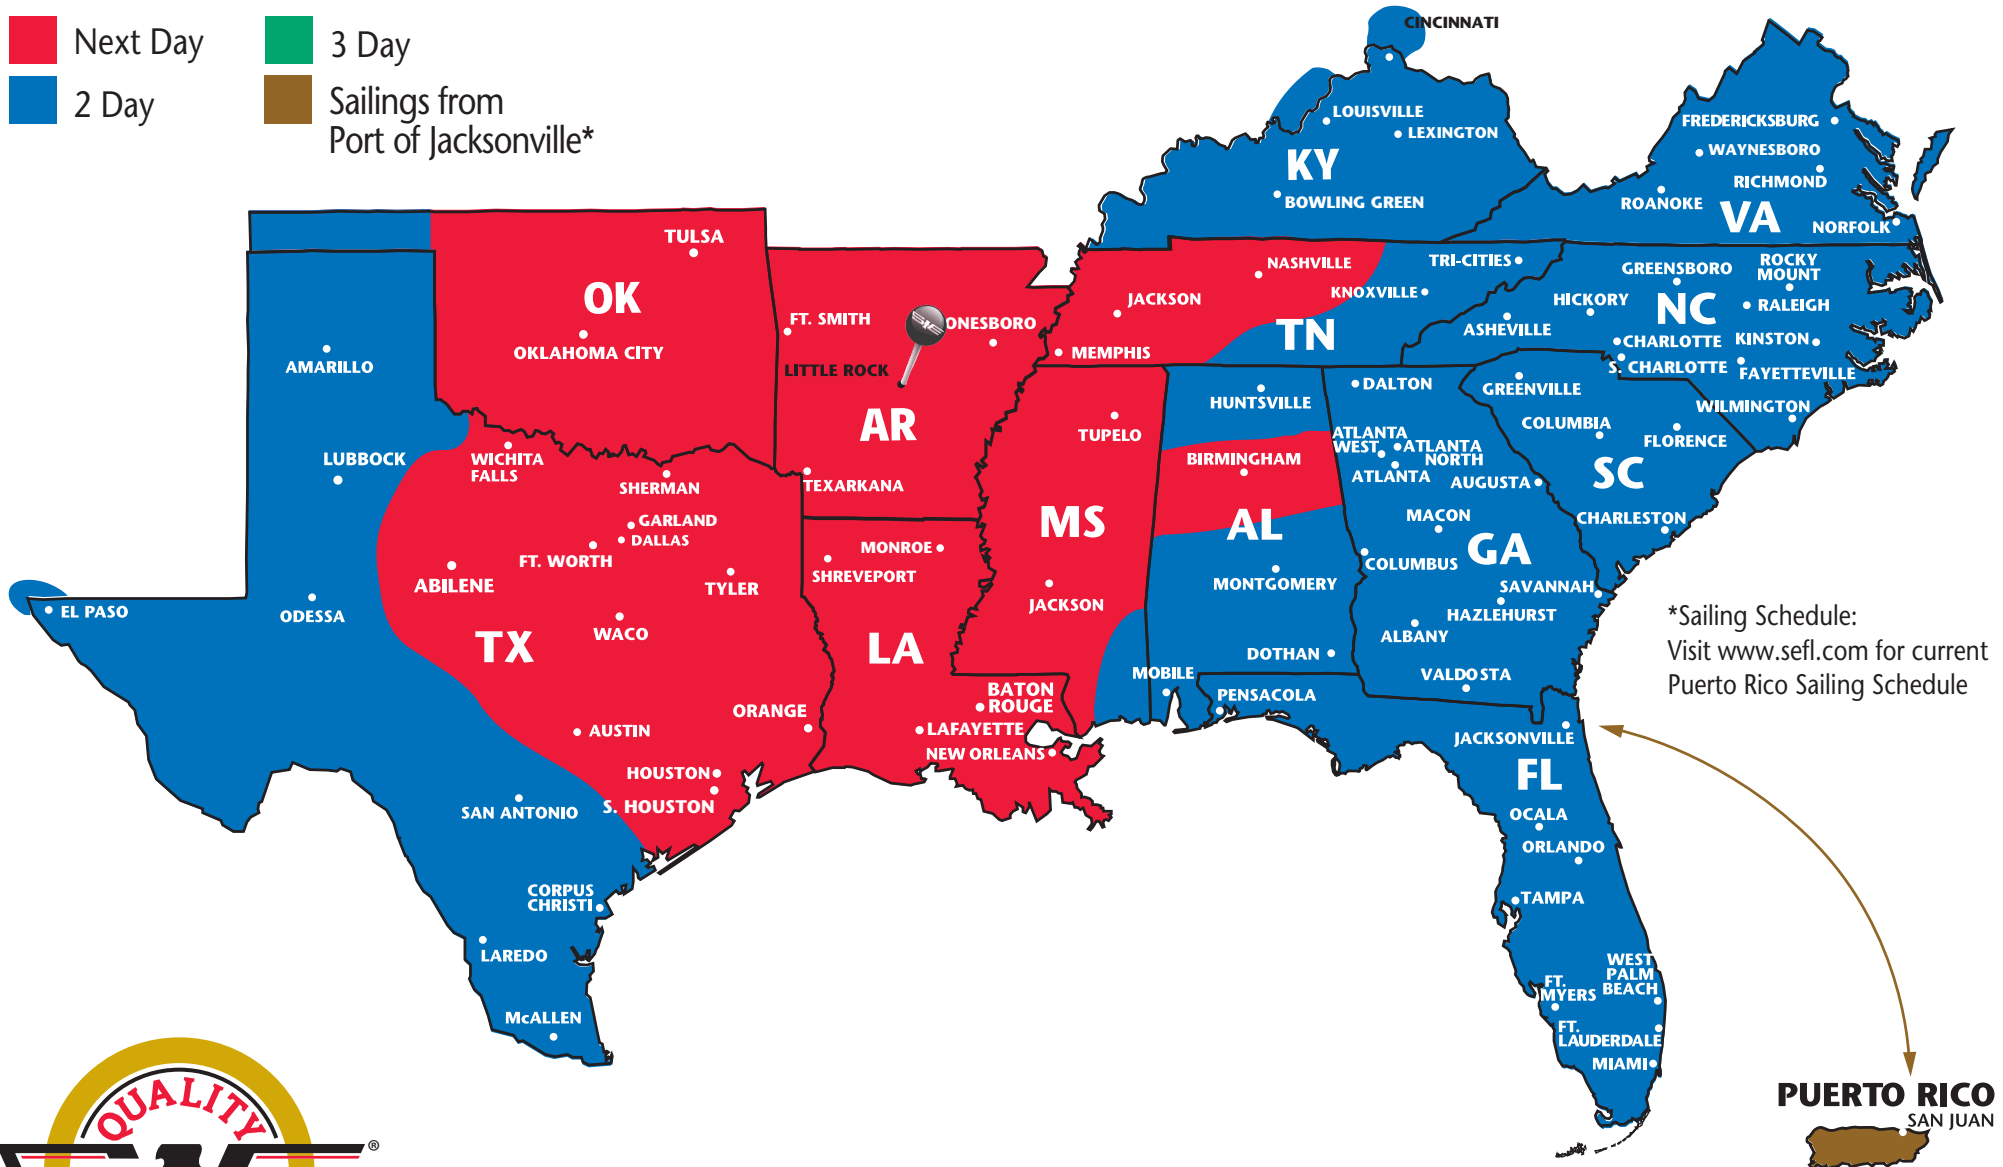 Next Day
3 Day
2 Day
Sailings from
Port of Jacksonville*
CINCINNATI
LOUISVILLE
LEXINGTON
KY
BOWLING GREEN
FREDERICKSBURG
WAYNESBORO
RICHMOND
ROANOKE
VA
NORFOLK
TULSA
OK
OKLAHOMA CITY
FT. SMITH
ONESBORO
LITTLE ROCK
AR
TEXARKANA
NASHVILLE
JACKSON
KNOXVILLE
TRI-CITIES
TN
MEMPHIS
GREENSBORO
ROCKY
MOUNT
HICKORY
NC
RALEIGH
ASHEVILLE
CHARLOTTE
KINSTON
S. CHARLOTTE
FAYETTEVILLE
WILMINGTON
AMARILLO
LUBBOCK
WICHITA
FALLS
SHERMAN
GARLAND
DALLAS
FT. WORTH
ABILENE
TYLER
EL PASO
ODESSA
WACO
TX
AUSTIN
ORANGE
HOUSTON
S. HOUSTON
SAN ANTONIO
CORPUS
CHRISTI
LAREDO
McALLEN
MONROE
SHREVEPORT
LA
BATON
ROUGE
LAFAYETTE
NEW ORLEANS
TUPELO
MS
JACKSON
HUNTSVILLE
BIRMINGHAM
AL
MONTGOMERY
DOTHAN
MOBILE
DALTON
ATLANTA
WEST
ATLANTA
NORTH
ATLANTA
AUGUSTA
MACON
GA
COLUMBUS
SAVANNAH
HAZLEHURST
ALBANY
VALDOSTA
GREENVILLE
COLUMBIA
FLORENCE
SC
CHARLESTON
PENSACOLA
JACKSONVILLE
FL
OCALA
ORLANDO
TAMPA
WEST
PALM
BEACH
FT.
MYERS
FT.
LAUDERDALE
MIAMI
*Sailing Schedule:
Visit www.sefl.com for current
Puerto Rico Sailing Schedule
PUERTO RICO
SAN JUAN
QUALITY
®